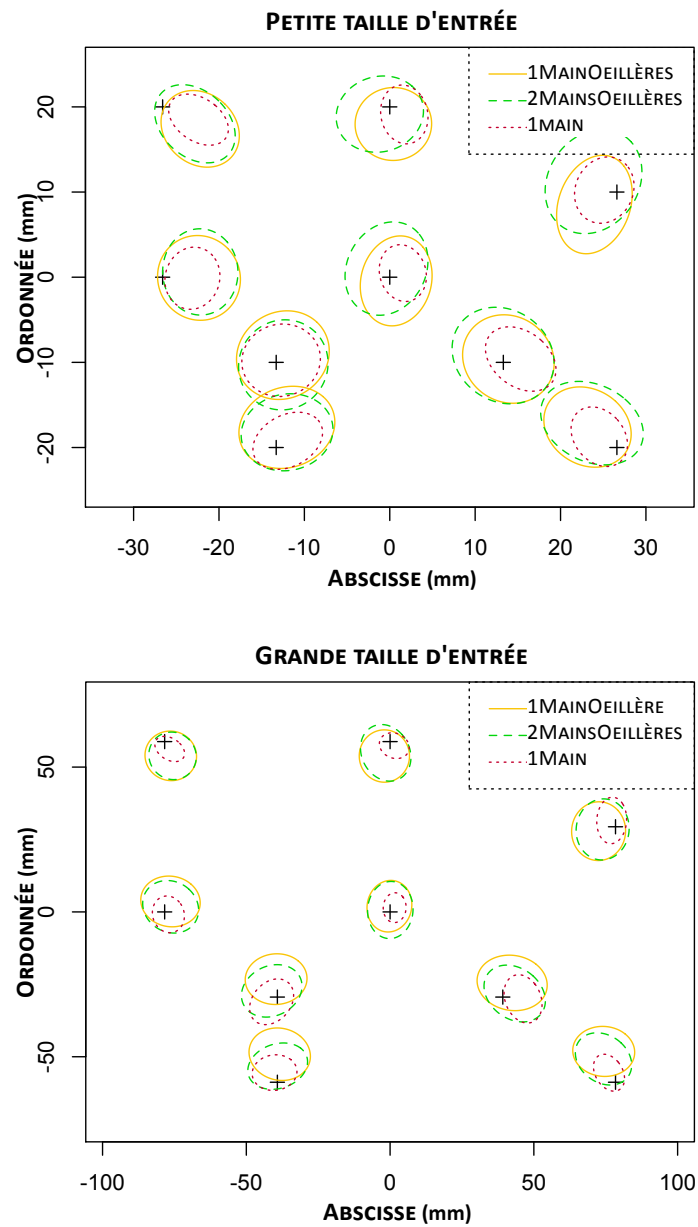 PETITE TAILLE D'ENTRÉE
1MAINOEILLÈRES
2MAINSOEILLÈRES
1MAIN
ORDONNÉE (mm)
20
10
0
-10
-20
-30 -20 -10 0 10 20 30
ABSCISSE (mm)
GRANDE TAILLE D'ENTRÉE
1MAINOEILLÈRE
2MAINSOEILLÈRES
1MAIN
ORDONNÉE (mm)
50
0
-50
-100 -50 0 50 100
ABSCISSE (mm)